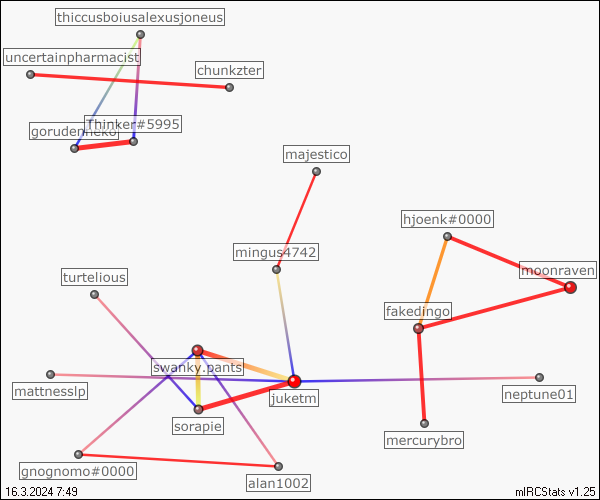 thiccusboiusalexusjoneus
uncertainpharmacist
chunkzter
Thinker#5995
gorudenneko
majestico
hjoenk#0000
mingus4742
moonraven
turtelious
fakedingo
swanky.pants
mattnesslp
neptune01
juketm
sorapie
mercurybro
gnognomo#0000
alan1002
16.3.2024 7:49
mIRCStats v1.25